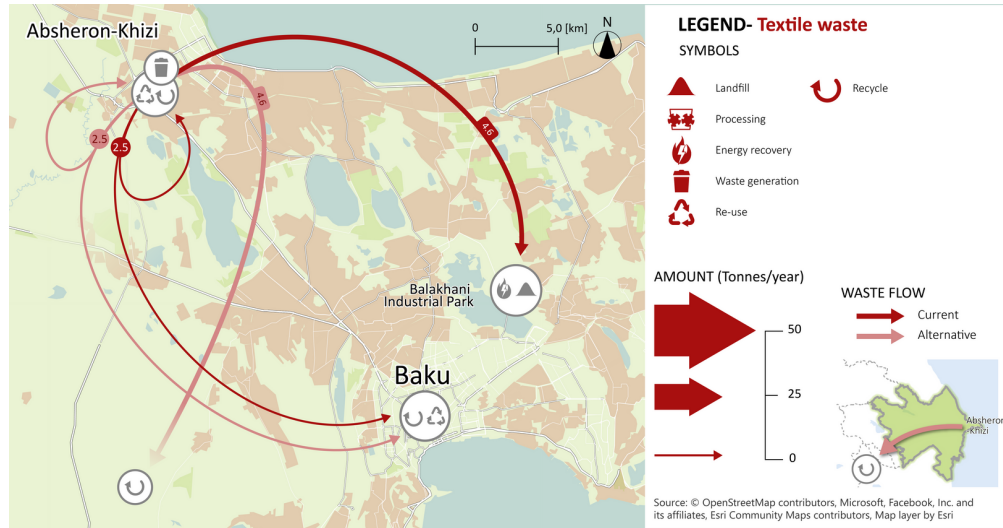 Absheron-Khizi
0
5,0 [km]
N
4.6
4.6
2.5
2.5
Balakhani
Industrial Park
Baku
LEGEND- Textile waste
SYMBOLS
Landfill
Recycle
Processing
Energy recovery
Waste generation
Re-use
AMOUNT (Tonnes/year)
50
25
0
WASTE FLOW
Current
Alternative
Absheron
-Khizi
Source: © OpenStreetMap contributors, Microsoft, Facebook, Inc. and
its affiliates, Esri Community Maps contributors, Map layer by Esri